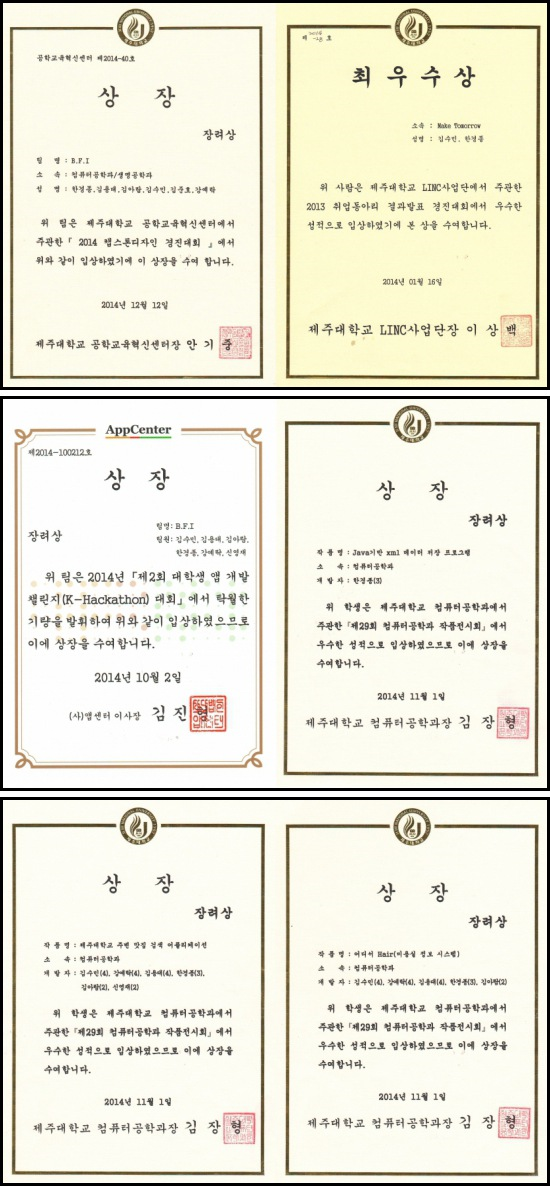 공학교육혁신센터 제2014-40호
상 장
장려상
팀 명 : B.F.I
소 속 : 컴퓨터공학과/생명공학과
성 명 : 한경훈,김용태,김아람,김수민,김준호,강예탁
위 팀은 제주대학교 공학교육혁신센터에서
주관한「 2014 캡스톤디자인 경진대회 」에서
위와 같이 입상하였기에 이 상장을 수여 합니다.
2014년 12월 12일
제주대학교 공학교육혁신센터장 안 기 중
제 호
최 우 수 상
소속 : Make Tomorrow
성명 : 김수민, 한경훈
위 사람은 제주대학교 LINC사업단에서 주관한
2013 취업동아리 결과발표 경진대회에서 우수한
성적으로 입상하였기에 본 상을 수여합니다.
2014년 01월 16일
제주대학교 LINC사업단장 이 상 백
AppCenter
제2014-100212호
상 장
장려상
팀명: B.F.I
팀원: 김수민, 김용태, 김아람,
한경훈, 강예탁, 신영재
위 팀은 2014년 「제2회 대학생 앱 개발
챌린지(K-Hackathon) 대회」에서 탁월한
기량을 발휘하여 위와 같이 입상하였으므로
이에 상장을 수여합니다.
2014년 10월 2일
(사)앱센터 이사장 김 진 형
상 장
장려상
작 품 명 : Java기반 xml 데이터 저장 프로그램
소 속 : 컴퓨터공학과
개 발 자 : 한경훈(3)
위 학생은 제주대학교 컴퓨터공학과에서
주관한「제29회 컴퓨터공학과 작품전시회」에서
우수한 성적으로 입상하였으므로 이에 상장을
수여합니다.
2014년 11월 1일
제주대학교 컴퓨터공학과장 김 장 형
상 장
장려상
작 품 명 : 제주대학교 주변 맛집 검색 어플리케이션
소 속 : 컴퓨터공학과
개 발 자 : 김수민(4), 강예탁(4), 김용태(4), 한경훈(3),
김아람(2), 신영재(2)
위 학생은 제주대학교 컴퓨터공학과에서
주관한「제29회 컴퓨터공학과 작품전시회」에서
우수한 성적으로 입상하였으므로 이에 상장을
수여합니다.
2014년 11월 1일
제주대학교 컴퓨터공학과장 김 장 형
상 장
장려상
작 품 명 : 어디서 Hair(미용실 정보 시스템)
소 속 : 컴퓨터공학과
개 발 자 : 김수민(4), 강예탁(4), 김용태(4), 한경훈(3), 김아람(2)
위 학생은 제주대학교 컴퓨터공학과에서
주관한「제29회 컴퓨터공학과 작품전시회」에서
우수한 성적으로 입상하였으므로 이에 상장을
수여합니다.
2014년 11월 1일
제주대학교 컴퓨터공학과장 김 장 형